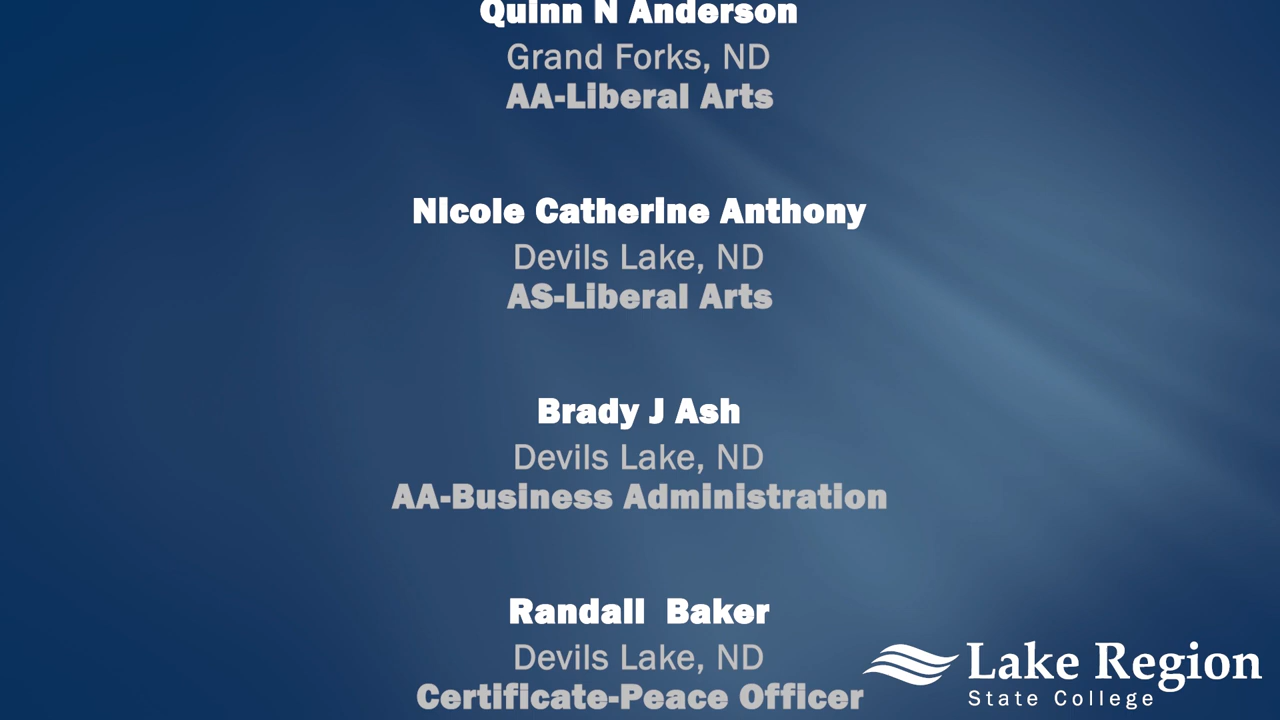 Quinn N Anderson
Grand Forks, ND
AA-Liberal Arts
Nicole Catherine Anthony
Devils Lake, ND
AS-Liberal Arts
Brady J Ash
Devils Lake, ND
AA-Business Administration
Randall  Baker
Devils Lake, ND
Certificate-Peace Officer
Lake Region
State College